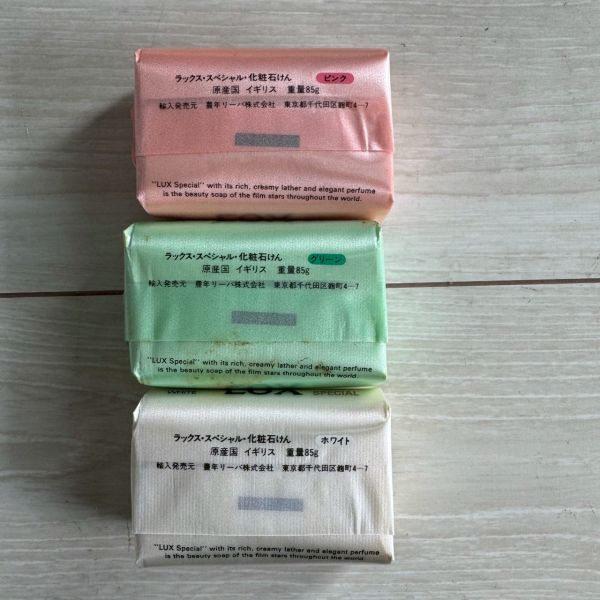 ラックス・スペシャル・化粧石けん ピンク
原産国 イギリス 重量85g
輸入発売元 豊年リーバ株式会社 東京都千代田区麹町4-7
"LUX Special" with its rich, creamy lather and elegant perfume
is the beauty soap of the film stars throughout the world.
ラックス・スペシャル・化粧石けん グリーン
原産国 イギリス 重量85g
輸入発売元 豊年リーバ株式会社 東京都千代田区麹町4-7
"LUX Special" with its rich, creamy lather and elegant perfume
is the beauty soap of the film stars throughout the world.
WHITE LUX SPECIAL
ラックス・スペシャル・化粧石けん ホワイト
原産国 イギリス 重量85g
輸入発売元 豊年リーバ株式会社 東京都千代田区麹町4-7
"LUX Special" with its rich, creamy lather and elegant perfume
is the beauty soap of the film stars throughout the world.